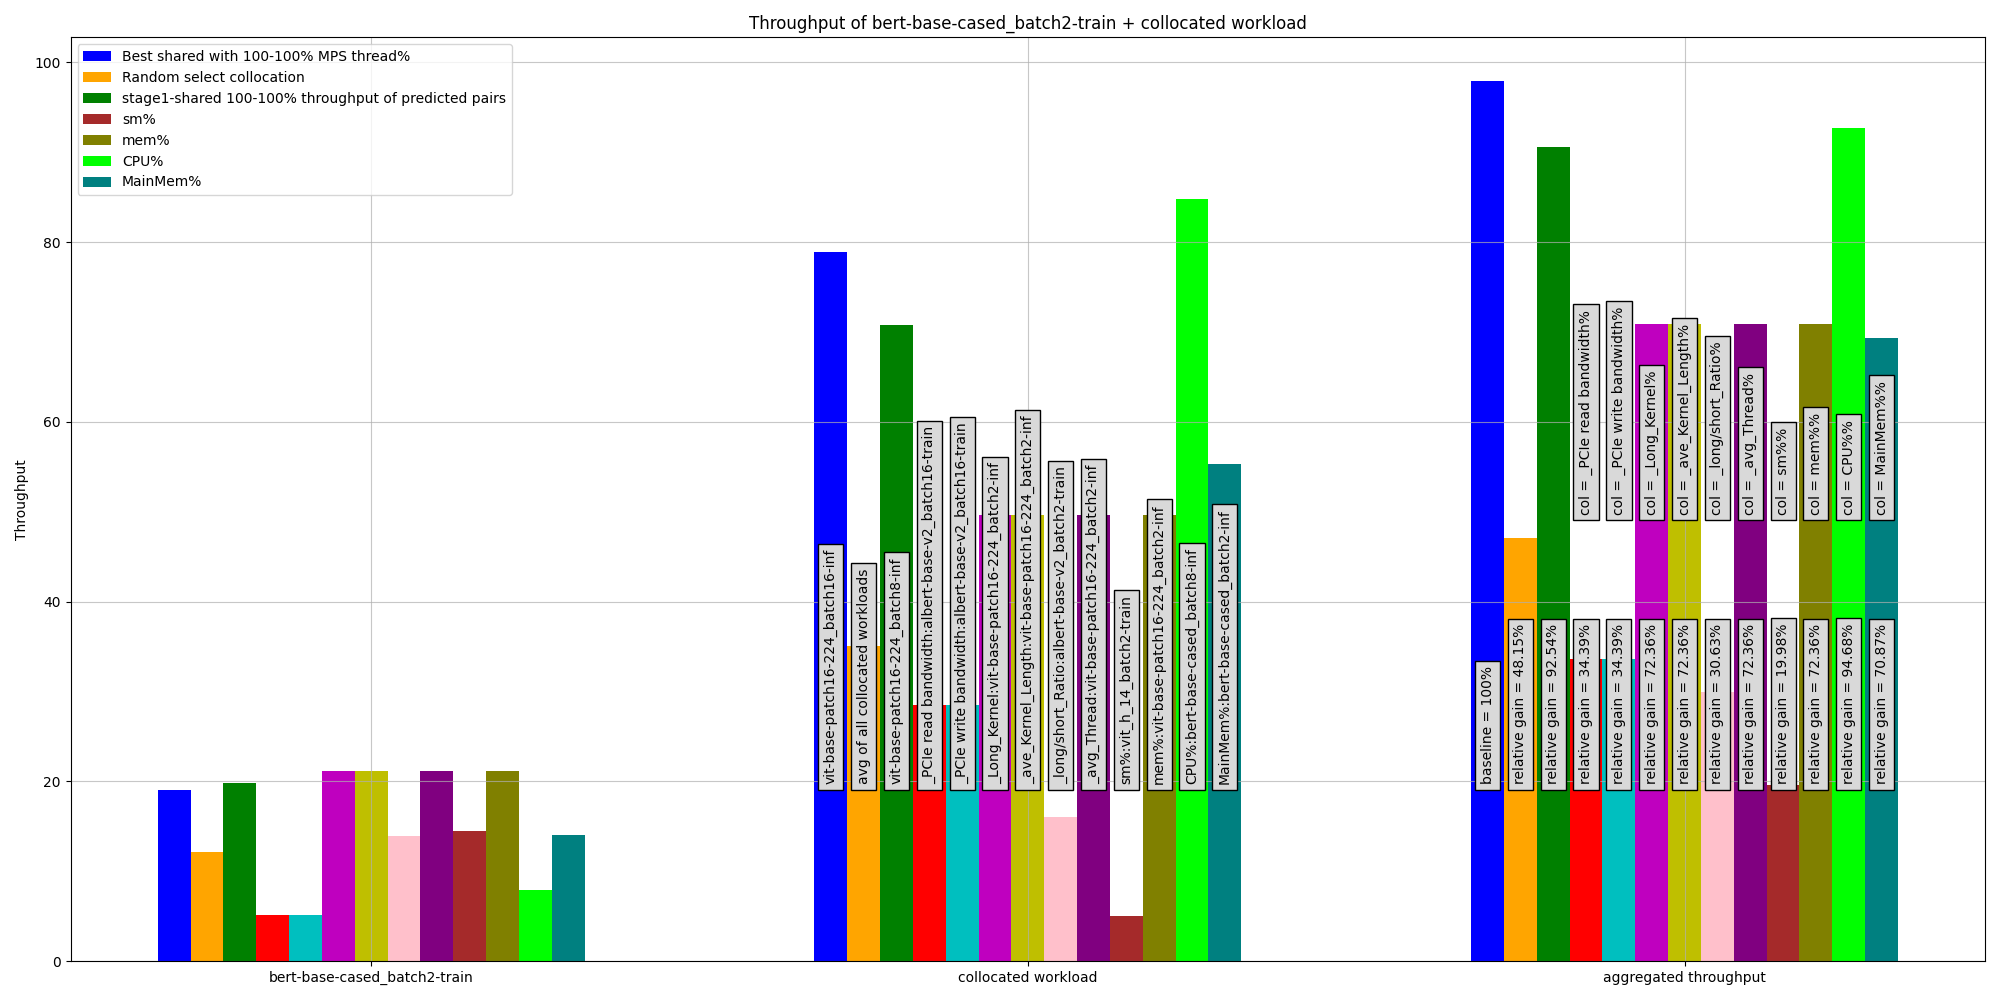 Throughput of bert-base-cased_batch2-train + collocated workload
Best shared with 100-100% MPS thread%
Random select collocation
stage1-shared 100-100% throughput of predicted pairs
sm%
mem%
CPU%
MainMem%
Throughput
100
80
60
40
20
0
vit-base-patch16-224_batch16-inf
avg of all collocated workloads
vit-base-patch16-224_batch8-inf
_PCIe read bandwidth:albert-base-v2_batch16-train
_PCIe write bandwidth:albert-base-v2_batch16-train
_Long_Kernel:vit-base-patch16-224_batch2-inf
_ave_Kernel_Length:vit-base-patch16-224_batch2-inf
_long/short_Ratio:albert-base-v2_batch2-train
_avg_Thread:vit-base-patch16-224_batch2-inf
sm%:vit_h_14_batch2-train
mem%:vit-base-patch16-224_batch2-inf
CPU%:bert-base-cased_batch8-inf
MainMem%:bert-base-cased_batch2-inf
col = _PCIe read bandwidth%
col = _PCIe write bandwidth%
col = _Long_Kernel%
col = _ave_Kernel_Length%
col = _long/short_Ratio%
col = _avg_Thread%
col = sm%%
col = mem%%
col = CPU%%
col = MainMem%%
baseline = 100%
relative gain = 48.15%
relative gain = 92.54%
relative gain = 34.39%
relative gain = 34.39%
relative gain = 72.36%
relative gain = 72.36%
relative gain = 30.63%
relative gain = 72.36%
relative gain = 19.98%
relative gain = 72.36%
relative gain = 94.68%
relative gain = 70.87%
bert-base-cased_batch2-train
collocated workload
aggregated throughput